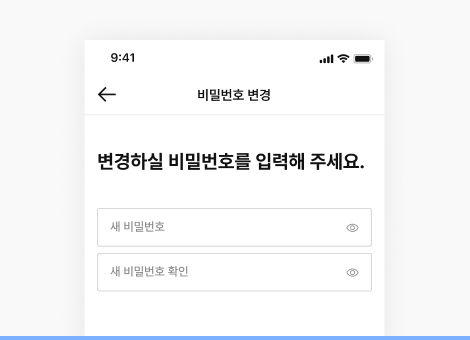 9:41
비밀번호 변경
변경하실 비밀번호를 입력해 주세요.
새 비밀번호
새 비밀번호 확인